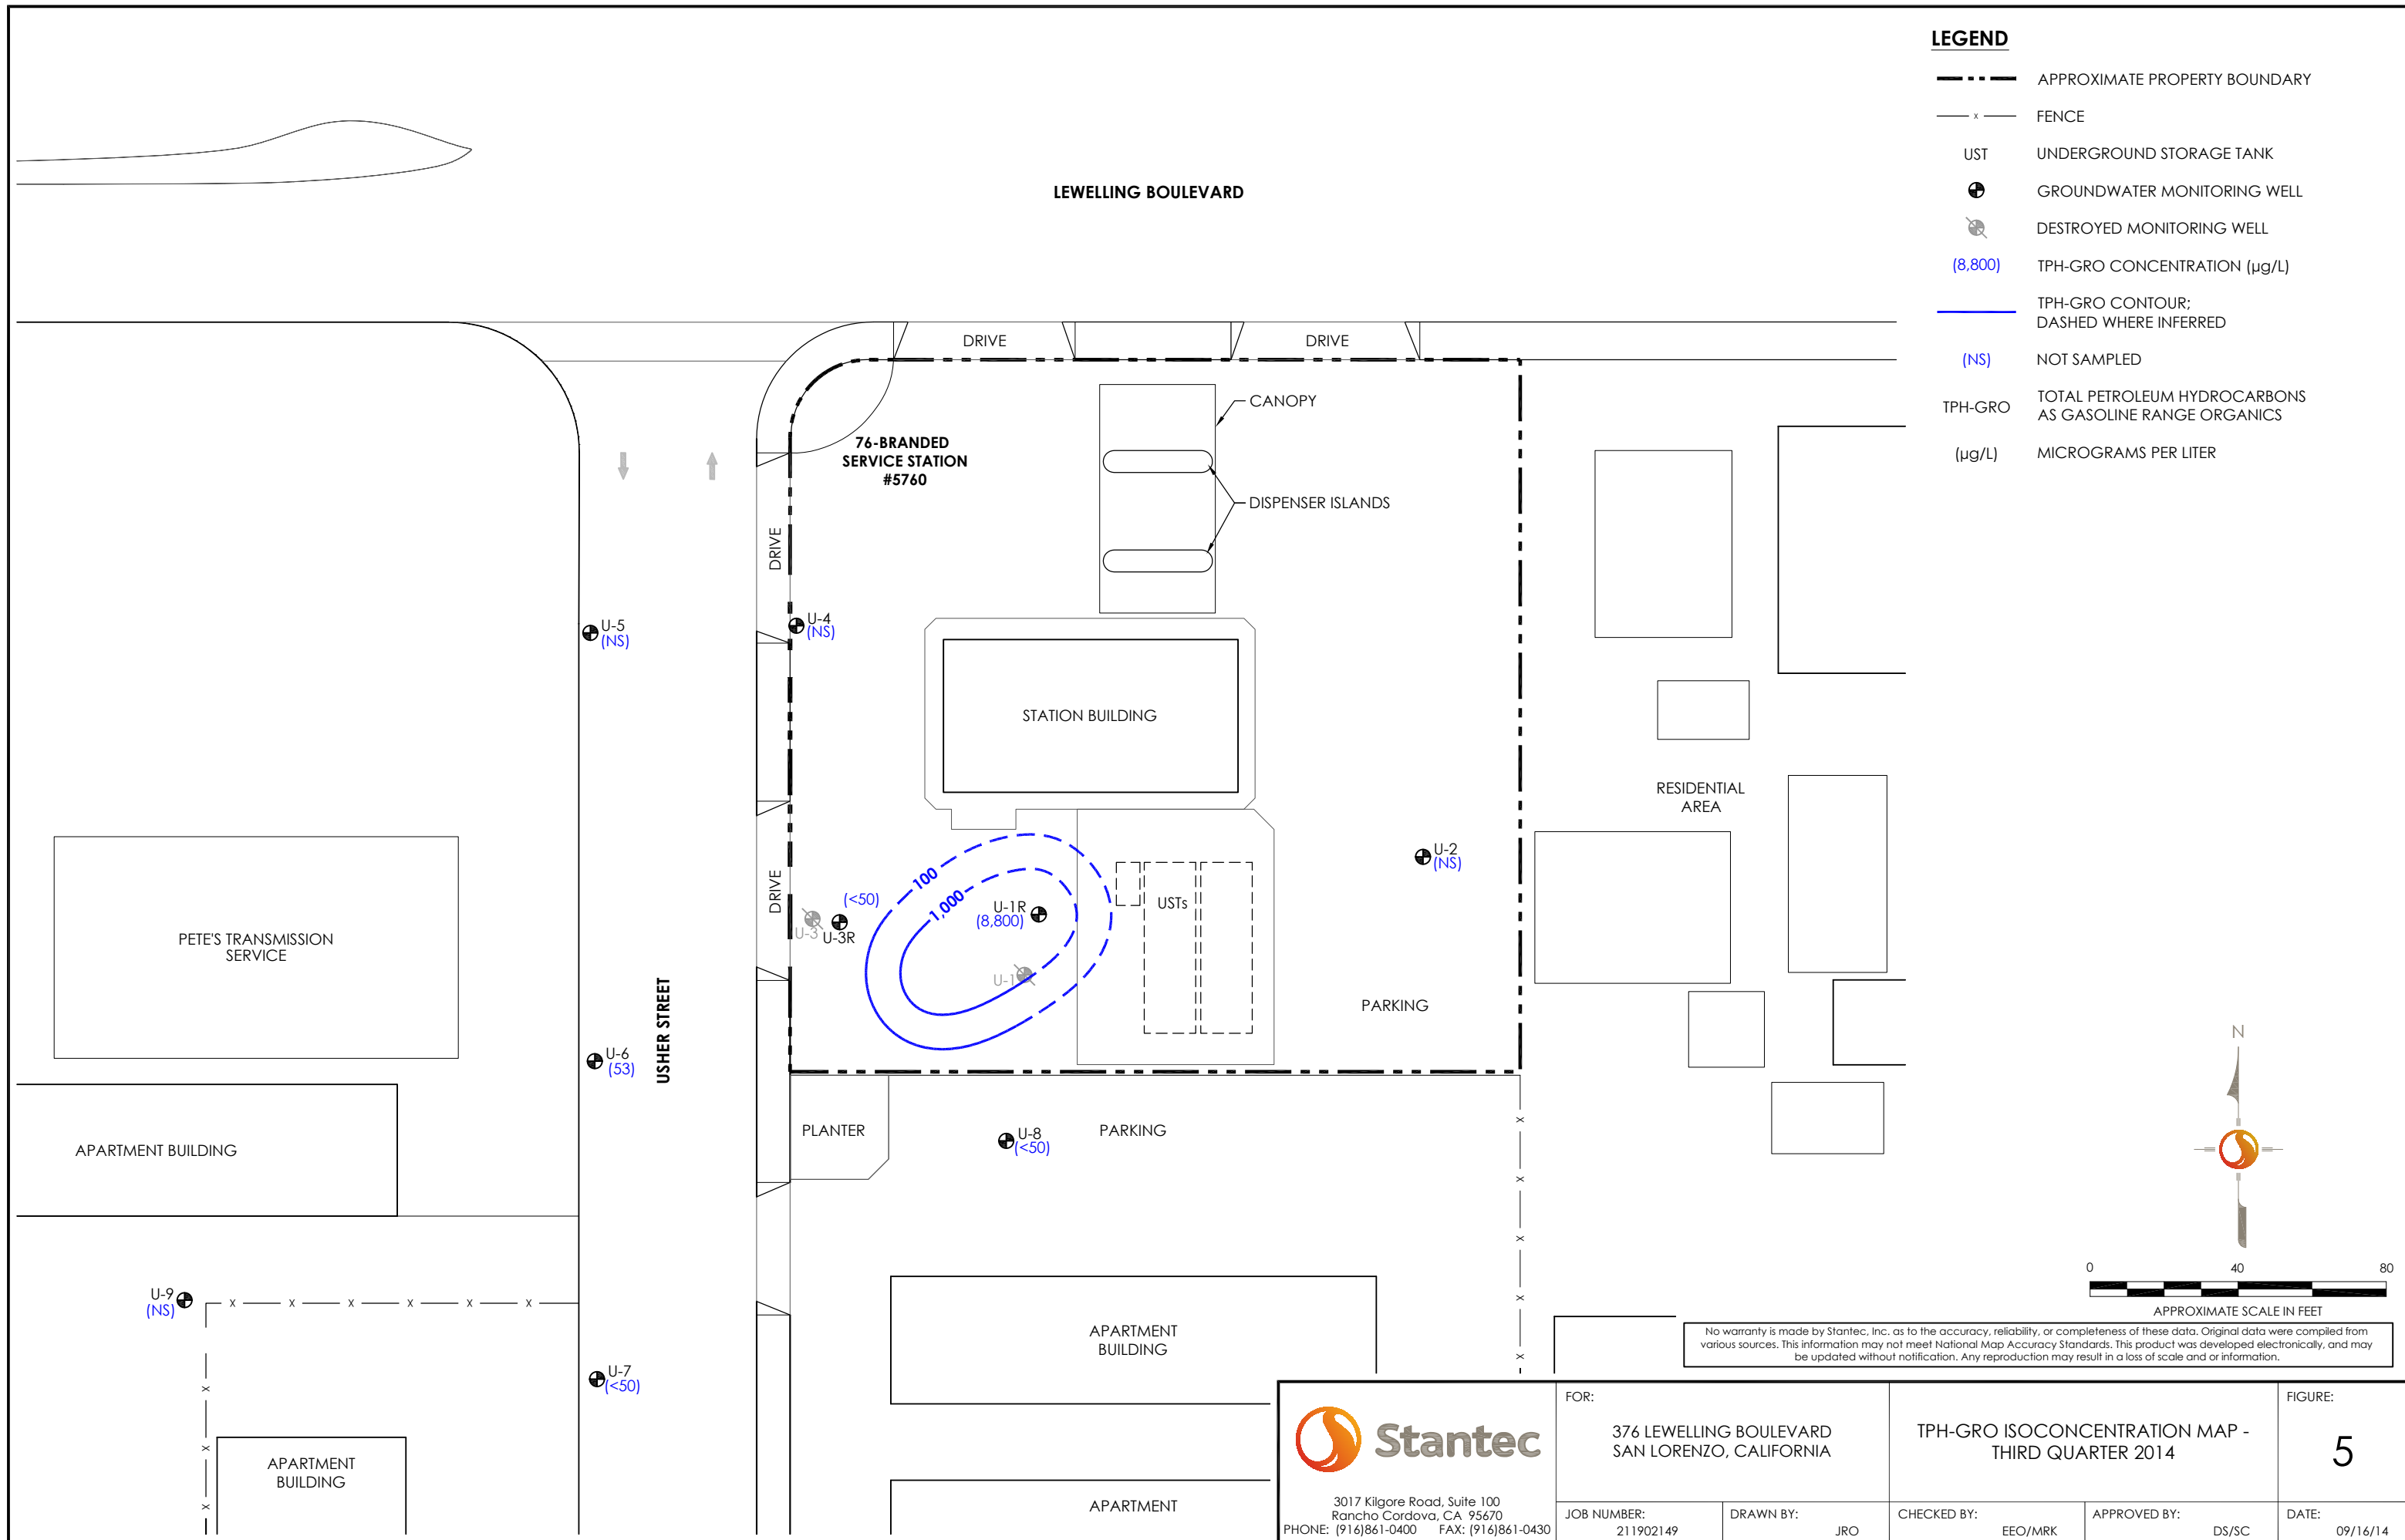 LEGEND
APPROXIMATE PROPERTY BOUNDARY
x FENCE
UST UNDERGROUND STORAGE TANK
GROUNDWATER MONITORING WELL
DESTROYED MONITORING WELL
(8,800) TPH-GRO CONCENTRATION (µg/L)
TPH-GRO CONTOUR;
DASHED WHERE INFERRED
(NS) NOT SAMPLED
TPH-GRO TOTAL PETROLEUM HYDROCARBONS
AS GASOLINE RANGE ORGANICS
(µg/L) MICROGRAMS PER LITER
LEWELLING BOULEVARD
DRIVE
DRIVE
CANOPY
76-BRANDED
SERVICE STATION
#5760
DISPENSER ISLANDS
DRIVE
U-5
(NS)
U-4
(NS)
STATION BUILDING
RESIDENTIAL
AREA
U-2
(NS)
DRIVE
100
1,000
(<50)
U-3
U-3R
U-1R
(8,800)
USTs
U-1
PETE'S TRANSMISSION
SERVICE
PARKING
USHER STREET
U-6
(53)
N
PLANTER
U-8
(<50)
PARKING
APARTMENT BUILDING
U-9
(NS)
x x x x x x
x
x
x
x x x x x
U-7
(<50)
APARTMENT
BUILDING
APARTMENT
BUILDING
APARTMENT
0 40 80
APPROXIMATE SCALE IN FEET
No warranty is made by Stantec, Inc. as to the accuracy, reliability, or completeness of these data. Original data were compiled from
various sources. This information may not meet National Map Accuracy Standards. This product was developed electronically, and may
be updated without notification. Any reproduction may result in a loss of scale and or information.
Stantec
3017 Kilgore Road, Suite 100
Rancho Cordova, CA 95670
PHONE: (916)861-0400 FAX: (916)861-0430
FOR:
376 LEWELLING BOULEVARD
SAN LORENZO, CALIFORNIA
TPH-GRO ISOCONCENTRATION MAP -
THIRD QUARTER 2014
FIGURE:
5
JOB NUMBER:
211902149
DRAWN BY:
JRO
CHECKED BY:
EEO/MRK
APPROVED BY:
DS/SC
DATE:
09/16/14